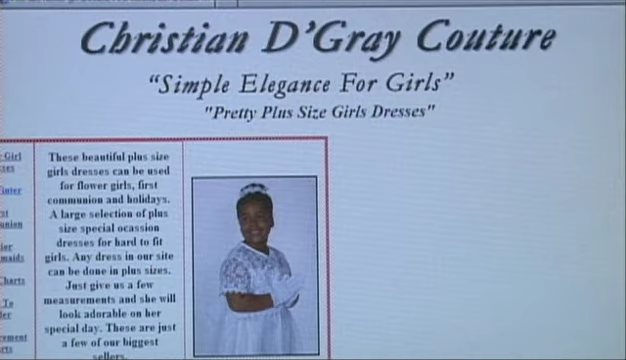 Christian D'Gray Couture
"Simple Elegance For Girls"
"Pretty Plus Size Girls Dresses"
Girl
These beautiful plus size
girls dresses can be used
for flower girls, first
communion and holidays.
A large selection of plus
size special ocassion
dresses for hard to fit
girls. Any dress in our site
can be done in plus sizes.
Just give us a few
measurements and she will
look adorable on her
special day. These are just
a few of our biggest
sellers.
To